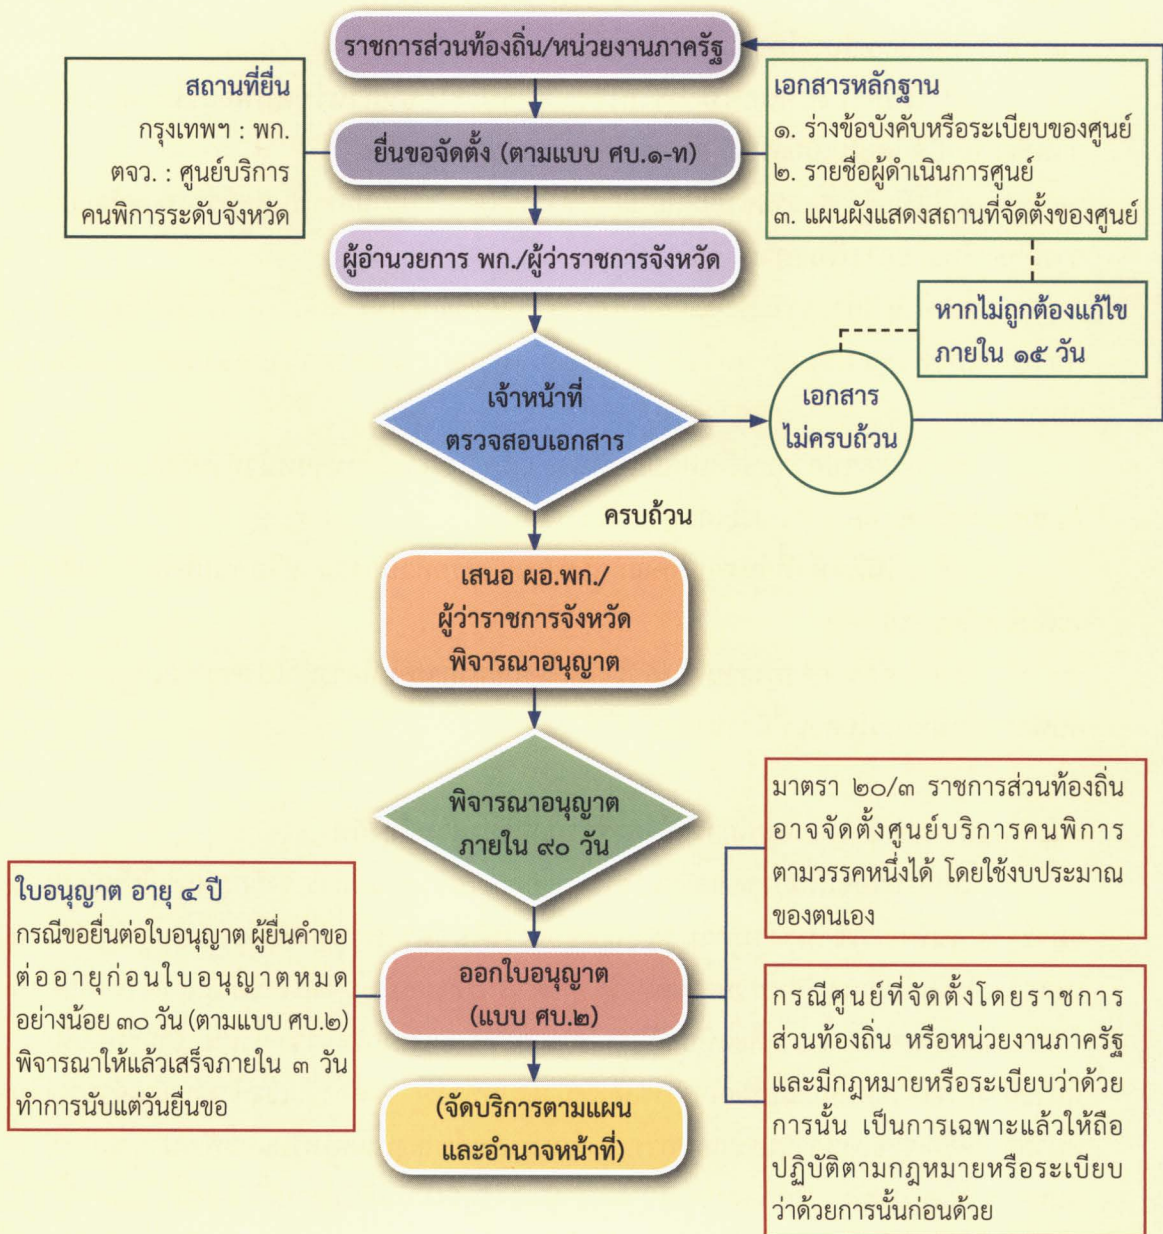 ราชการส่วนท้องถิ่น/หน่วยงานภาครัฐ
สถานที่ยื่น
กรุงเทพฯ : พก.
ตจว. : ศูนย์บริการ
คนพิการระดับจังหวัด
ยื่นขอจัดตั้ง (ตามแบบ ศบ.๑-ท)
เอกสารหลักฐาน
๑. ร่างข้อบังคับหรือระเบียบของศูนย์
๒. รายชื่อผู้ดำเนินการศูนย์
๓. แผนผังแสดงสถานที่จัดตั้งของศูนย์
ผู้อำนวยการ พก./ผู้ว่าราชการจังหวัด
หากไม่ถูกต้องแก้ไข
ภายใน ๑๕ วัน
เจ้าหน้าที่
ตรวจสอบเอกสาร
เอกสาร
ไม่ครบถ้วน
ครบถ้วน
เสนอ ผอ.พก./
ผู้ว่าราชการจังหวัด
พิจารณาอนุญาต
พิจารณาอนุญาต
ภายใน ๙๐ วัน
มาตรา ๒๐/๓ ราชการส่วนท้องถิ่น
อาจจัดตั้งศูนย์บริการคนพิการ
ตามวรรคหนึ่งได้ โดยใช้งบประมาณ
ของตนเอง
ใบอนุญาต อายุ ๔ ปี
กรณีขอยื่นต่อใบอนุญาต ผู้ยื่นคำขอ
ต่ออายุก่อนใบอนุญาตหมด
อย่างน้อย ๓๐ วัน (ตามแบบ ศบ.๒)
พิจารณาให้แล้วเสร็จภายใน ๓ วัน
ทำการนับแต่วันยื่นขอ
ออกใบอนุญาต
(แบบ ศบ.๒)
กรณีศูนย์ที่จัดตั้งโดยราชการ
ส่วนท้องถิ่น หรือหน่วยงานภาครัฐ
และมีกฎหมายหรือระเบียบว่าด้วย
การนั้น เป็นการเฉพาะแล้วให้ถือ
ปฏิบัติตามกฎหมายหรือระเบียบ
ว่าด้วยการนั้นก่อนด้วย
(จัดบริการตามแผน
และอำนาจหน้าที่)